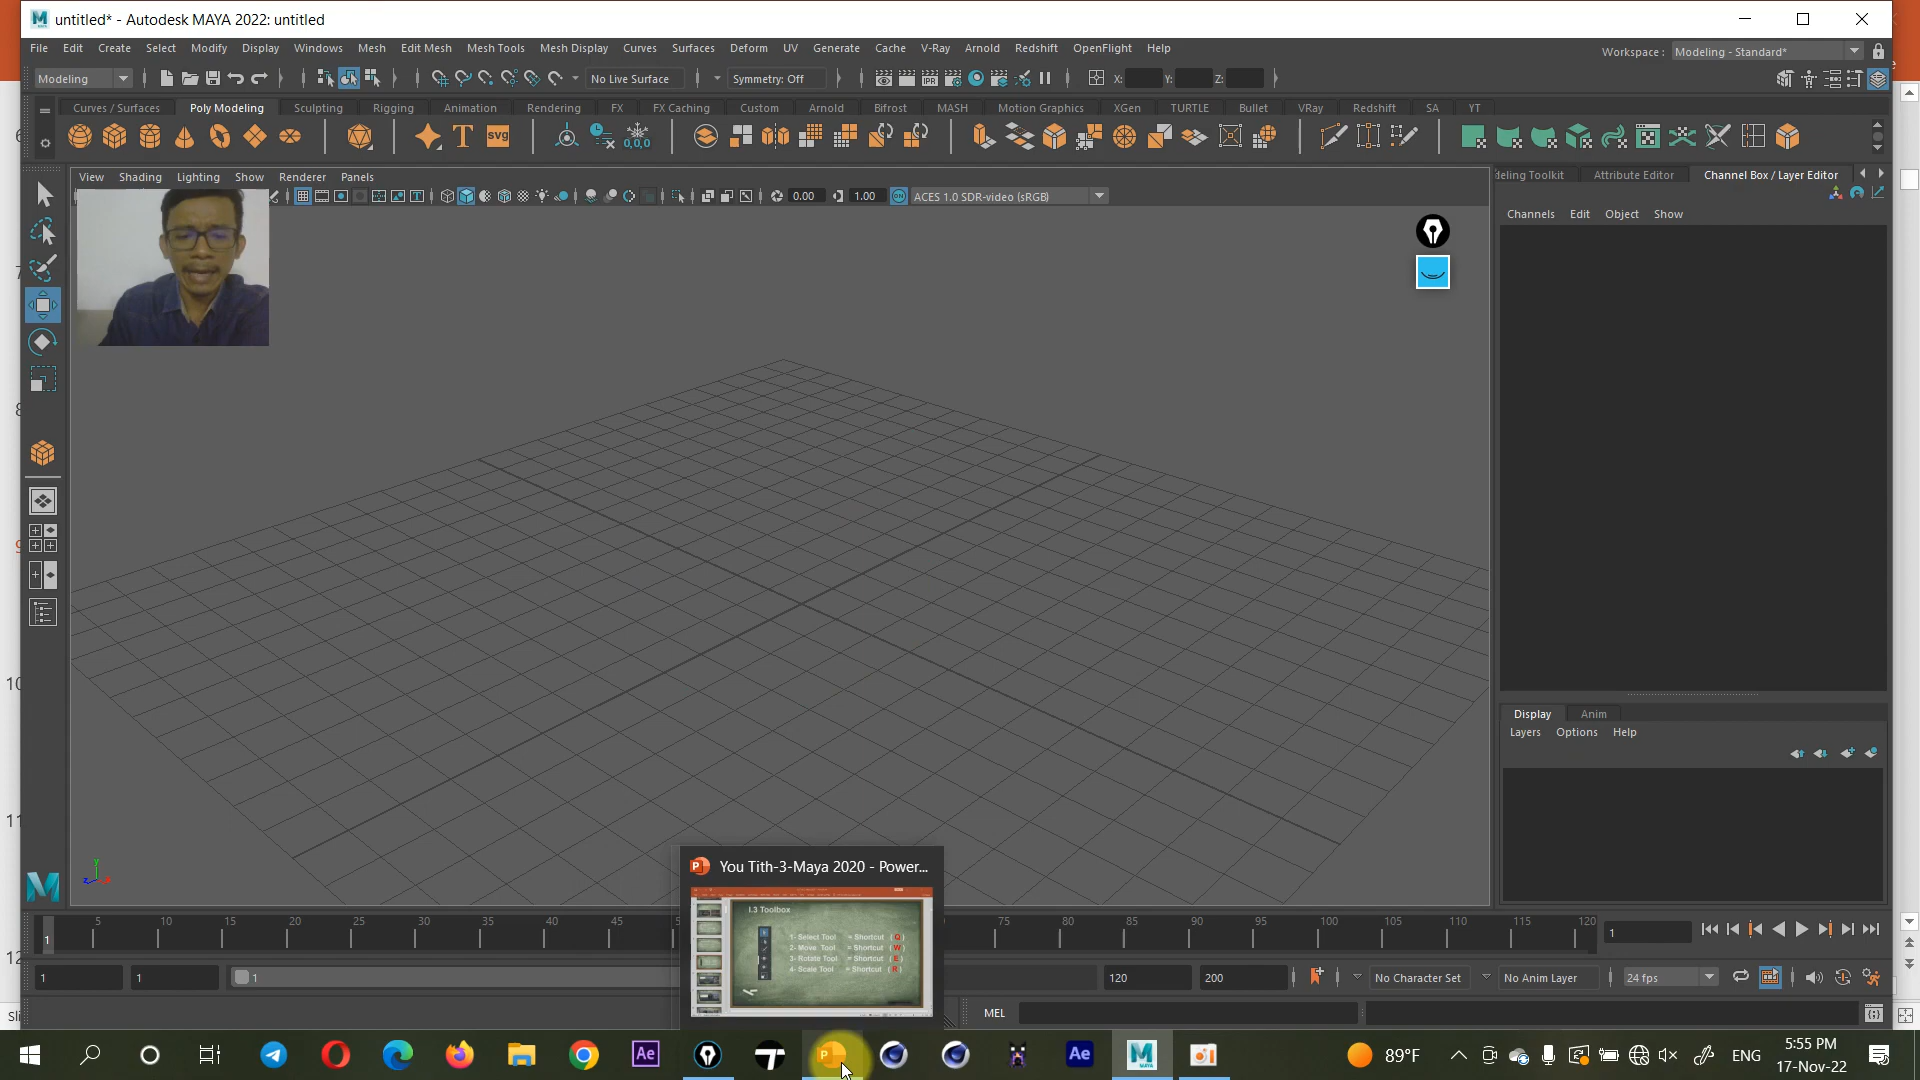 untitled* - Autodesk MAYA 2022: untitled
File Edit Create Select Modify Display Windows Mesh Edit Mesh Mesh Tools Mesh Display Curves Surfaces Deform UV Generate Cache V-Ray Arnold Redshift OpenFlight Help
Workspace : Modeling - Standard*
Modeling No Live Surface Symmetry: Off X: Y: Z:
Curves / Surfaces Poly Modeling Sculpting Rigging Animation Rendering FX FX Caching Custom Arnold Bifrost MASH Motion Graphics XGen TURTLE Bullet VRay Redshift SA YT
T svg 0,0,0
View Shading Lighting Show Renderer Panels
deling Toolkit Attribute Editor Channel Box / Layer Editor
0.00 1.00 ACES 1.0 SDR-video (sRGB)
Channels Edit Object Show
Display Anim
Layers Options Help
You Tith-3-Maya 2020 - Power...
I.3 Toolbox
1- Select Tool = Shortcut ( Q )
2- Move Tool = Shortcut ( W )
3- Rotate Tool = Shortcut ( E )
4- Scale Tool = Shortcut ( R )
1 5 10 15 20 25 30 35 40 45 75 80 85 90 95 100 105 110 115 120 1
1 1 1 120 200 No Character Set No Anim Layer 24 fps
MEL
89°F ENG 5:55 PM
17-Nov-22